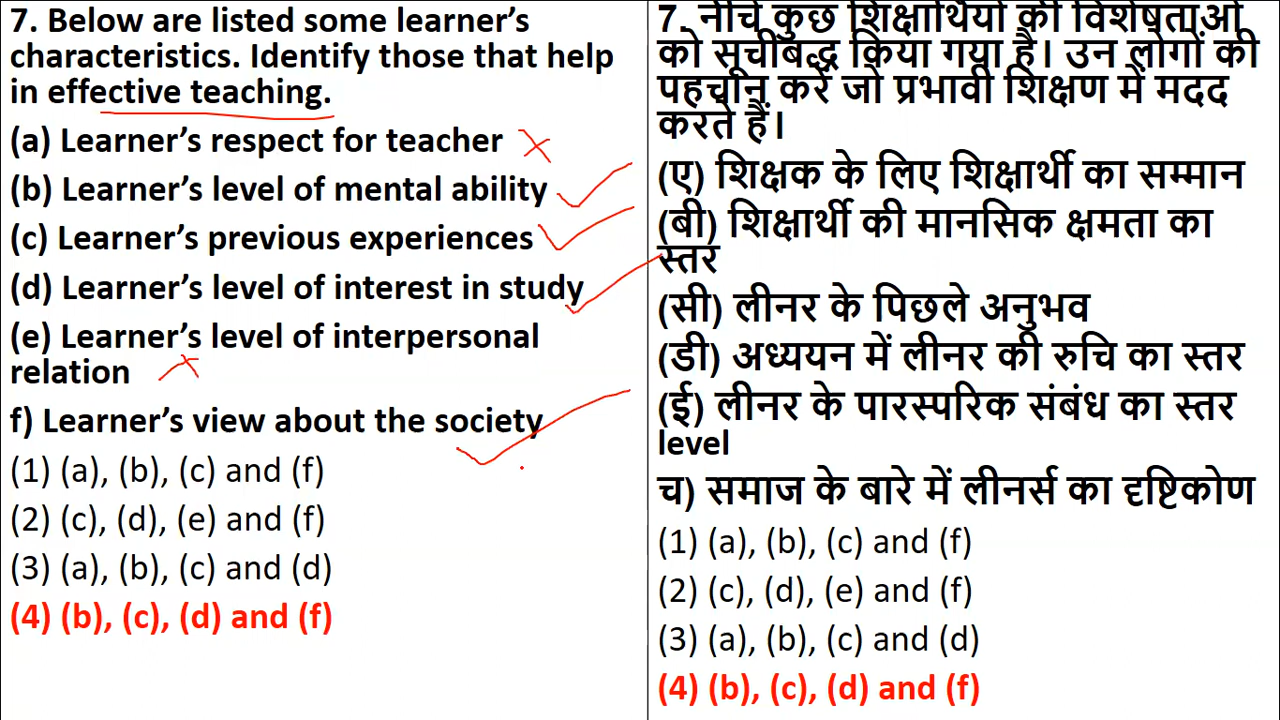 7. Below are listed some learner’s
characteristics. Identify those that help
in effective teaching.
(a) Learner’s respect for teacher
(b) Learner’s level of mental ability
(c) Learner’s previous experiences
(d) Learner’s level of interest in study
(e) Learner’s level of interpersonal
relation
f) Learner’s view about the society
(1) (a), (b), (c) and (f)
(2) (c), (d), (e) and (f)
(3) (a), (b), (c) and (d)
(4) (b), (c), (d) and (f)
7. नीचे कुछ शिक्षार्थियों की विशेषताओं
को सूचीबद्ध किया गया है। उन लोगों की
पहचान करें जो प्रभावी शिक्षण में मदद
करते हैं।
(ए) शिक्षक के लिए शिक्षार्थी का सम्मान
(बी) शिक्षार्थी की मानसिक क्षमता का
स्तर
(सी) लीनर के पिछले अनुभव
(डी) अध्ययन में लीनर की रुचि का स्तर
(ई) लीनर के पारस्परिक संबंध का स्तर
level
च) समाज के बारे में लीनर्स का दृष्टिकोण
(1) (a), (b), (c) and (f)
(2) (c), (d), (e) and (f)
(3) (a), (b), (c) and (d)
(4) (b), (c), (d) and (f)